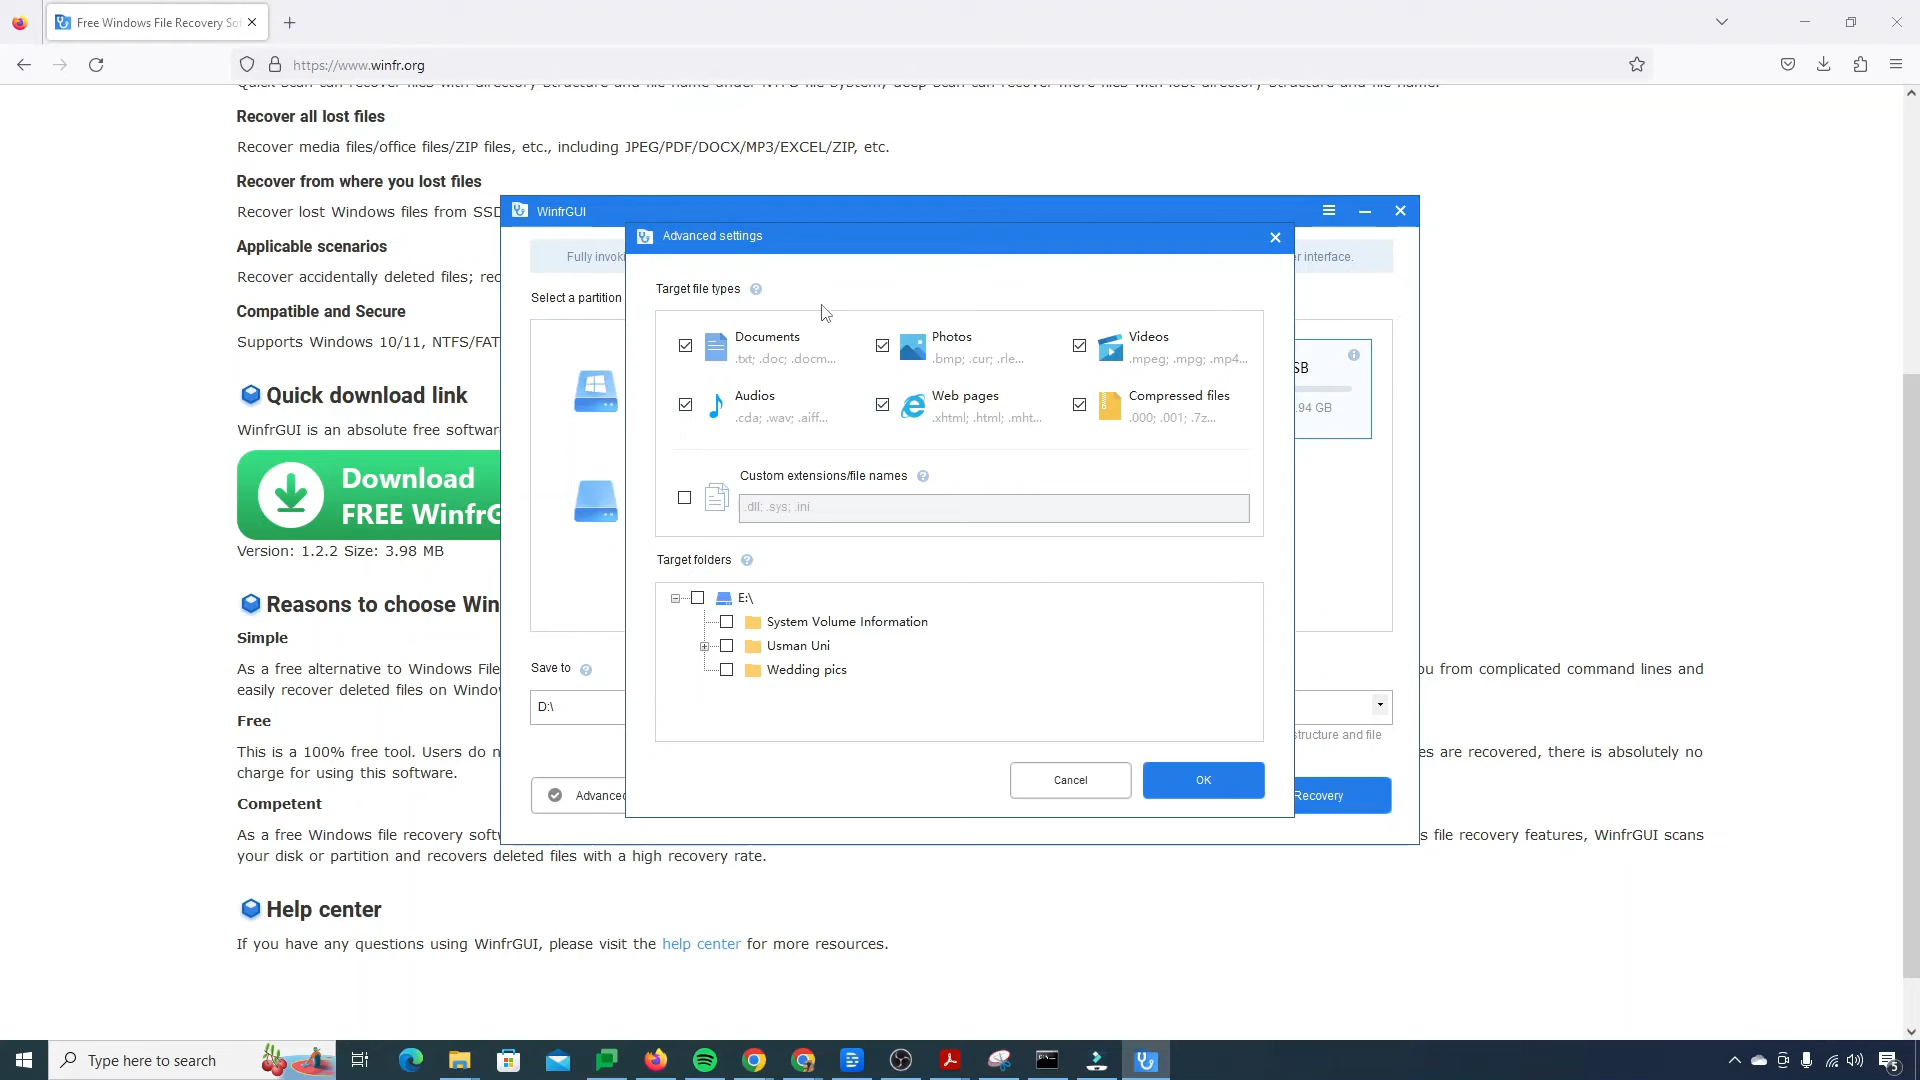 Free Windows File Recovery So
https://www.winfr.org
Recover all lost files
Recover media files/office files/ZIP files, etc., including JPEG/PDF/DOCX/MP3/EXCEL/ZIP, etc.
Recover from where you lost files
Recover lost Windows files from SSD
Applicable scenarios
Recover accidentally deleted files; rec
Compatible and Secure
Supports Windows 10/11, NTFS/FAT
Quick download link
WinfrGUI is an absolute free softwar
Download
FREE WinfrG
Version: 1.2.2 Size: 3.98 MB
Reasons to choose Win
Simple
As a free alternative to Windows File
ou from complicated command lines and
easily recover deleted files on Windo
Free
This is a 100% free tool. Users do n
es are recovered, there is absolutely no
charge for using this software.
Competent
As a free Windows file recovery softw
s file recovery features, WinfrGUI scans
your disk or partition and recovers deleted files with a high recovery rate.
Help center
If you have any questions using WinfrGUI, please visit the help center for more resources.
WinfrGUI
Fully invoki
r interface.
Select a partition
SB
.94 GB
Save to
D:\
structure and file
Advanced
Recovery
Advanced settings
Target file types
Documents
.txt; .doc; .docm...
Photos
.bmp; .cur; .rle...
Videos
.mpeg; .mpg; .mp4...
Audios
.cda; .wav; .aiff...
Web pages
.xhtml; .html; .mht...
Compressed files
.000; .001; .7z...
Custom extensions/file names
.dll; .sys; .ini
Target folders
E:\
System Volume Information
Usman Uni
Wedding pics
Cancel
OK
Type here to search
5